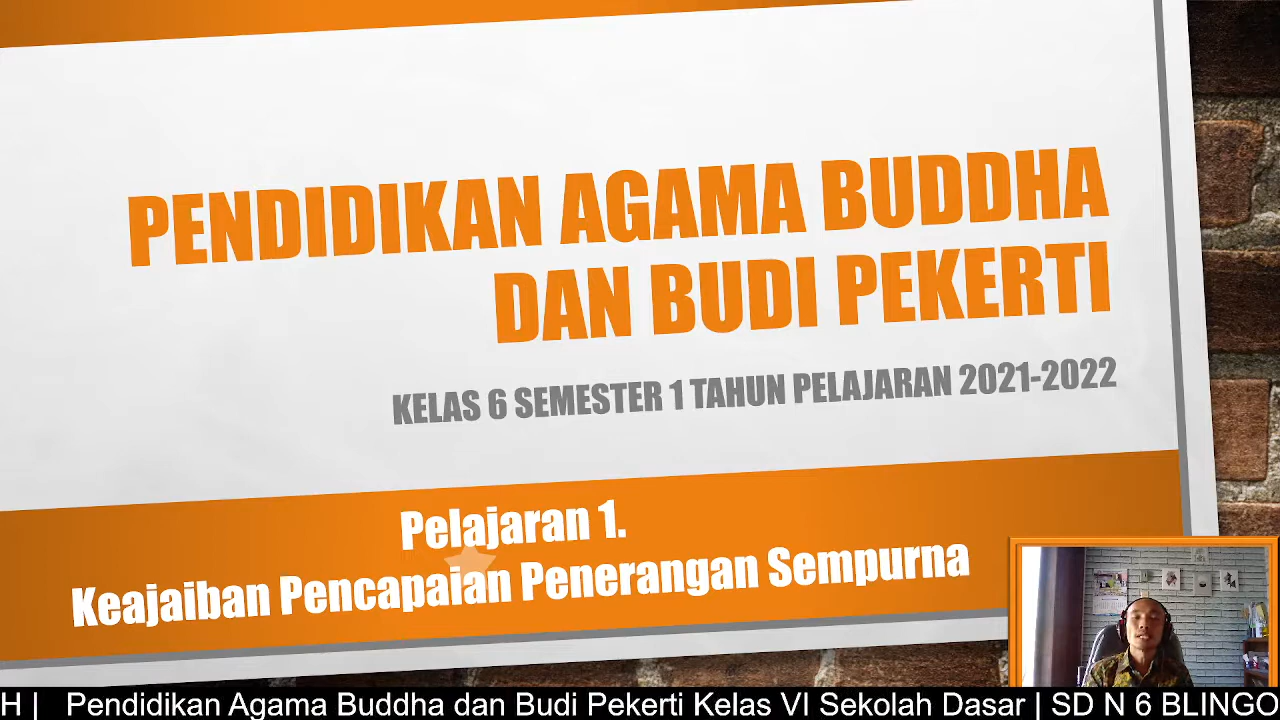 PENDIDIKAN AGAMA BUDDHA
DAN BUDI PEKERTI
KELAS 6 SEMESTER 1 TAHUN PELAJARAN 2021-2022
Pelajaran 1.
Keajaiban Pencapaian Penerangan Sempurna
H | Pendidikan Agama Buddha dan Budi Pekerti Kelas VI Sekolah Dasar | SD N 6 BLINGO